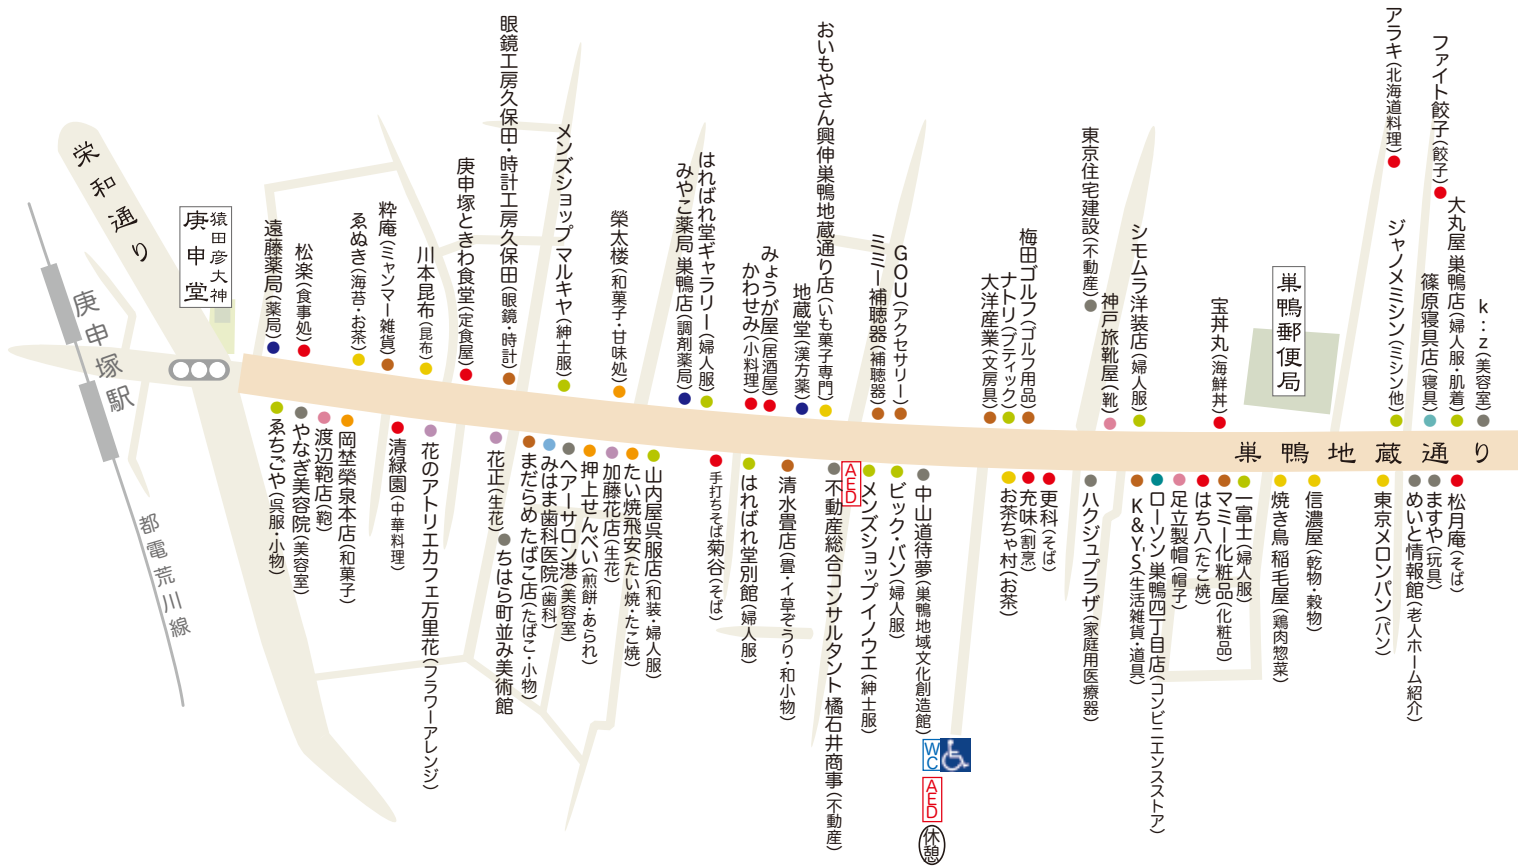 栄和通り
庚申塚駅
都電荒川線
猿田彦大神
庚申堂
遠藤薬局(薬局)
松楽(食事処)
ゑぬき(海苔・お茶)
粋庵(ミャンマー雑貨)
川本昆布(昆布)
庚申塚ときわ食堂(定食屋)
眼鏡工房久保田・時計工房久保田(眼鏡・時計)
メンズショップ マルキヤ(紳士服)
榮太楼(和菓子・甘味処)
みやこ薬局 巣鴨店(調剤薬局)
はればれ堂ギャラリー(婦人服)
かわせみ(小料理)
みょうが屋(居酒屋)
地蔵堂(漢方薬)
おいもやさん興伸巣鴨地蔵通り店(いも菓子専門)
ミミー補聴器(補聴器)
GOU(アクセサリー)
大洋産業(文房具)
ナトリ(ブティック)
梅田ゴルフ(ゴルフ用品)
東京住宅建設(不動産)
神戸旅靴屋(靴)
シモムラ洋装店(婦人服)
宝丼丸(海鮮丼)
巣鴨郵便局
アラキ(北海道料理)
ジャノメミシン(ミシン他)
ファイト餃子(餃子)
篠原寝具店(寝具)
大丸屋 巣鴨店(婦人服・肌着)
k:z(美容室)
巣鴨地蔵通り
ゑちごや(呉服・小物)
やなぎ美容院(美容室)
渡辺鞄店(鞄)
岡埜榮泉本店(和菓子)
清緑園(中華料理)
花のアトリエカフェ万里花(フラワーアレンジ)
花正(生花)
ちはら町並み美術館
まだらめ たばこ店(たばこ・小物)
みはま歯科医院(歯科)
ヘアーサロン港(美容室)
押上せんべい(煎餅・あられ)
加藤花店(生花)
たい焼飛安(たい焼・たこ焼)
山内屋呉服店(和装・婦人服)
手打ちそば菊谷(そば)
はればれ堂別館(婦人服)
清水畳店(畳・イ草ぞうり・和小物)
不動産総合コンサルタント 橘石井商事(不動産)
AED
メンズショップ イノウエ(紳士服)
ビック・バン(婦人服)
中山道待夢(巣鴨地域文化創造館)
WC
AED
休憩
お茶ちゃ村(お茶)
充味(割烹)
更科(そば)
ハクジュプラザ(家庭用医療器)
K&Y'S(生活雑貨・道具)
ローソン 巣鴨四丁目店(コンビニエンスストア)
足立製帽(帽子)
はち八(たこ焼)
マミー化粧品(化粧品)
一富士(婦人服)
焼き鳥 稲毛屋(鶏肉惣菜)
信濃屋(乾物・穀物)
東京メロンパン(パン)
めいと情報館(老人ホーム紹介)
ますや(玩具)
松月庵(そば)